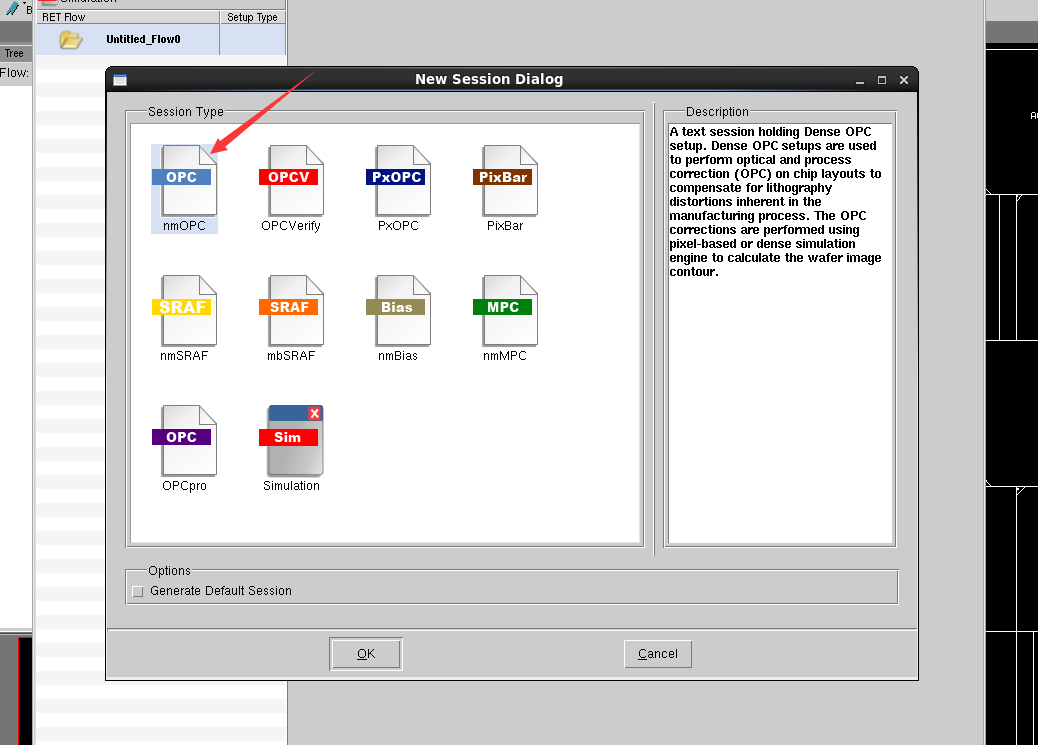 RET Flow
Setup Type
Untitled_Flow0
Tree
Flow:
New Session Dialog
Session Type
OPC
nmOPC
OPCV
OPCVerify
PxOPC
PxOPC
PixBar
PixBar
SRAF
nmSRAF
SRAF
mbSRAF
Bias
nmBias
MPC
nmMPC
OPC
OPCpro
Sim
Simulation
Description
A text session holding Dense OPC
setup. Dense OPC setups are used
to perform optical and process
correction (OPC) on chip layouts to
compensate for lithography
distortions inherent in the
manufacturing process. The OPC
corrections are performed using
pixel-based or dense simulation
engine to calculate the wafer image
contour.
Options
Generate Default Session
OK
Cancel